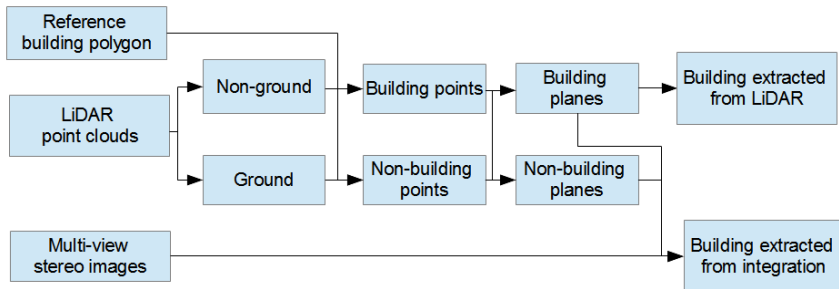 Reference
building polygon
LiDAR
point clouds
Non-ground
Ground
Building points
Non-building
points
Building
planes
Non-building
planes
Building extracted
from LiDAR
Multi-view
stereo images
Building extracted
from integration